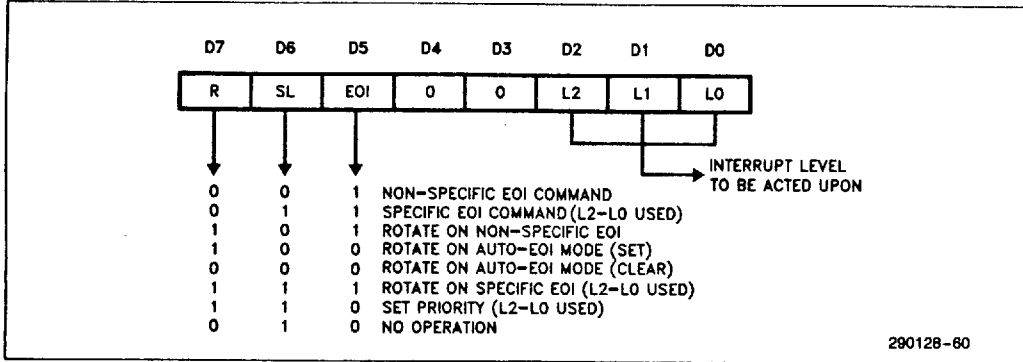 D7 D6 D5 D4 D3 D2 D1 D0
R SL EOI 0 0 L2 L1 L0
INTERRUPT LEVEL
TO BE ACTED UPON
0 0 1 NON-SPECIFIC EOI COMMAND
0 1 1 SPECIFIC EOI COMMAND (L2-L0 USED)
1 0 1 ROTATE ON NON-SPECIFIC EOI
1 0 0 ROTATE ON AUTO-EOI MODE (SET)
0 0 0 ROTATE ON AUTO-EOI MODE (CLEAR)
1 1 1 ROTATE ON SPECIFIC EOI (L2-L0 USED)
1 1 0 SET PRIORITY (L2-L0 USED)
0 1 0 NO OPERATION
290128-60